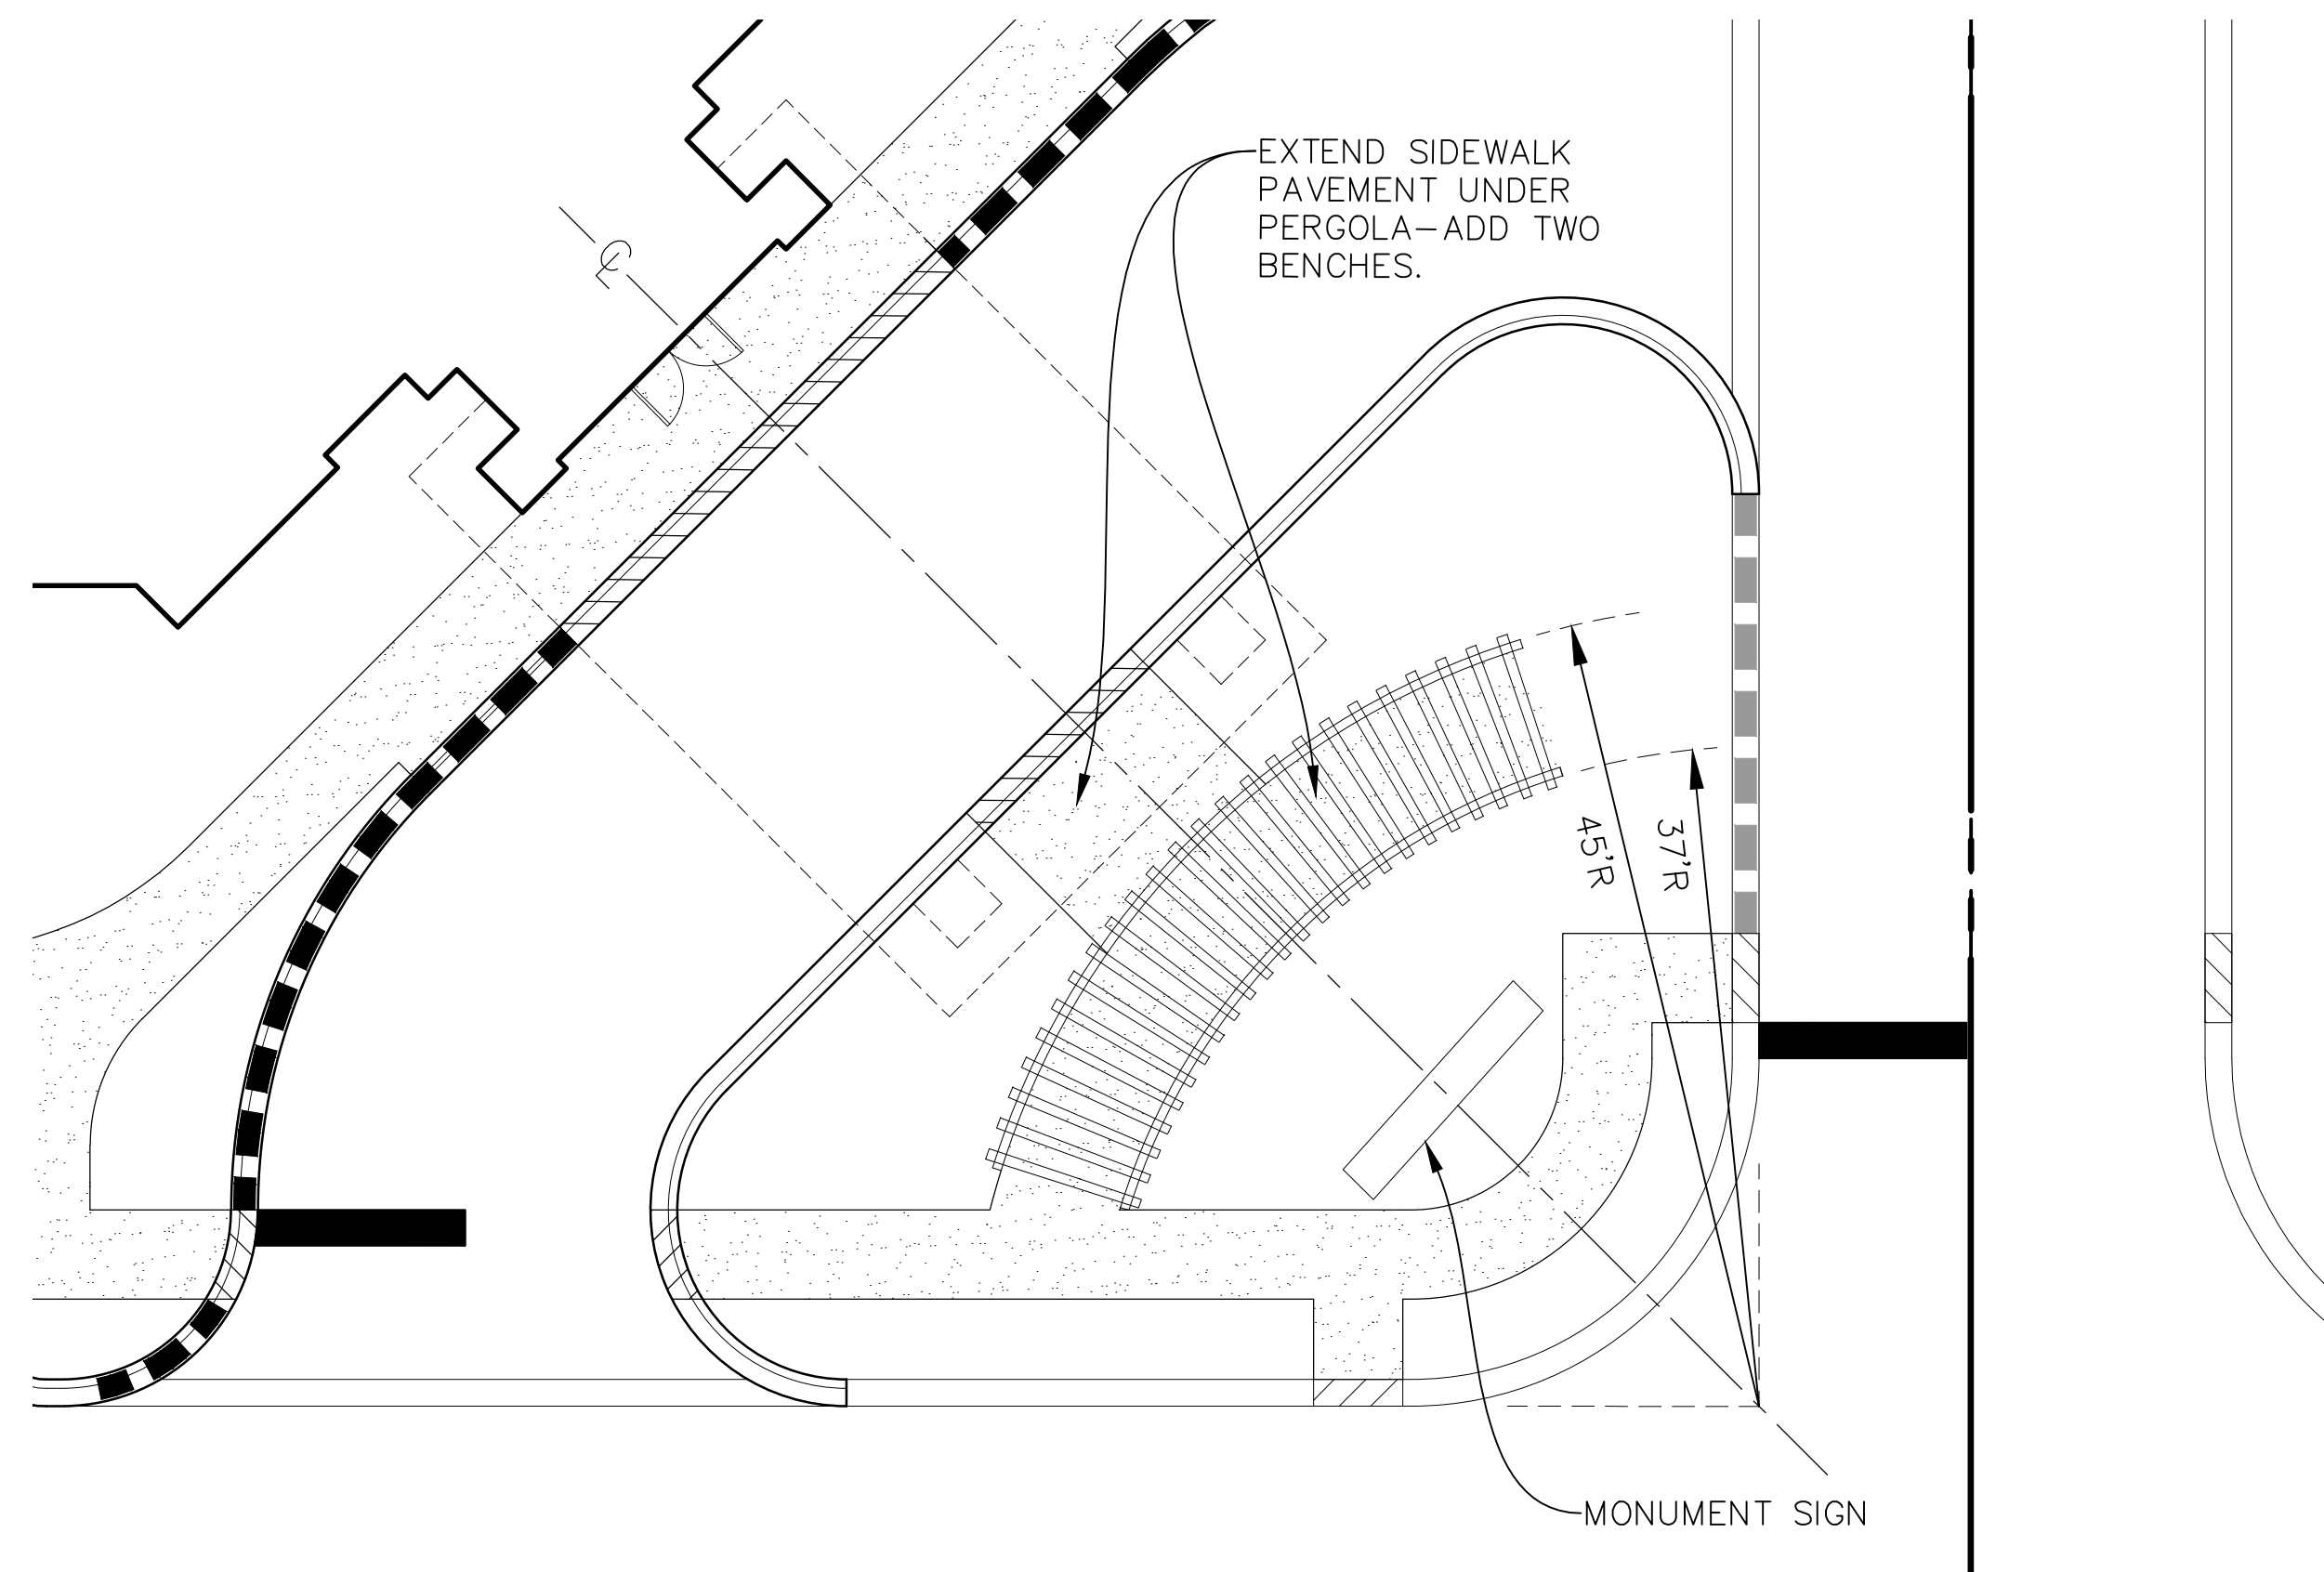 EXTEND SIDEWALK
PAVEMENT UNDER
PERGOLA-ADD TWO
BENCHES.
45'R
37'R
MONUMENT SIGN